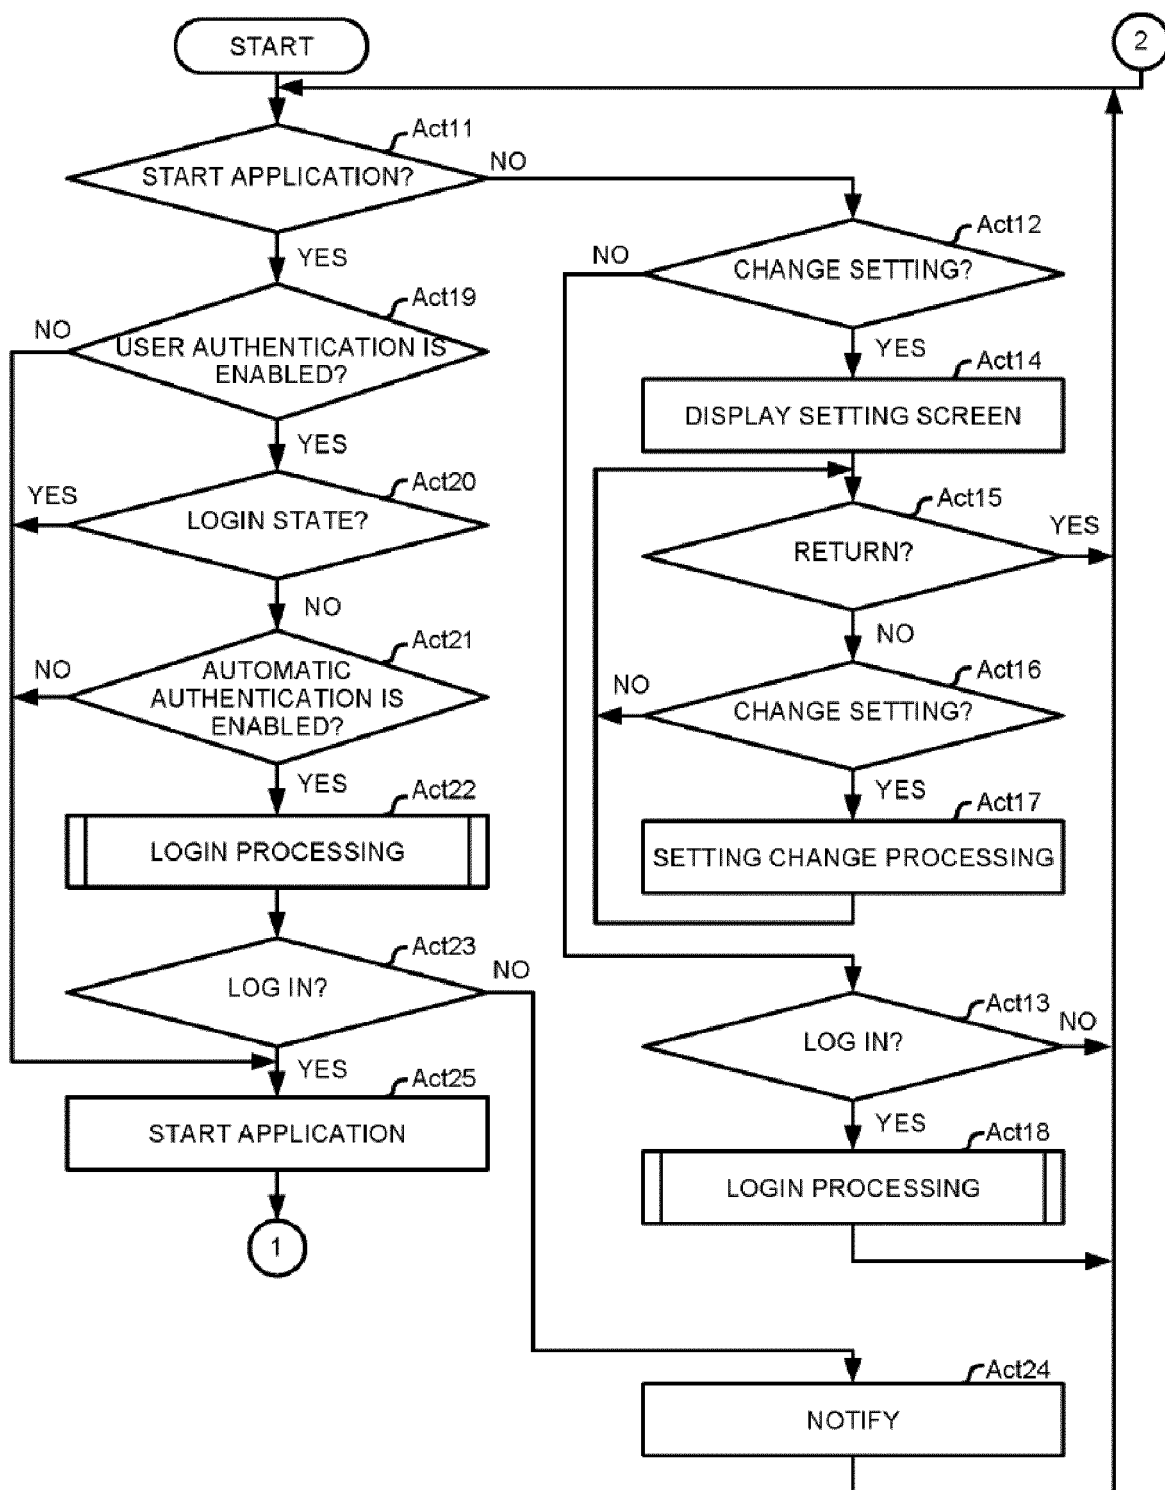 START
2
Act11
START APPLICATION?
NO
YES
Act12
CHANGE SETTING?
NO
YES
Act19
USER AUTHENTICATION IS
ENABLED?
NO
YES
Act14
DISPLAY SETTING SCREEN
Act20
LOGIN STATE?
YES
NO
Act15
RETURN?
YES
NO
Act21
AUTOMATIC
AUTHENTICATION IS
ENABLED?
NO
YES
Act16
CHANGE SETTING?
NO
YES
Act22
LOGIN PROCESSING
Act17
SETTING CHANGE PROCESSING
Act23
LOG IN?
NO
YES
Act13
LOG IN?
NO
YES
Act25
START APPLICATION
Act18
LOGIN PROCESSING
1
Act24
NOTIFY